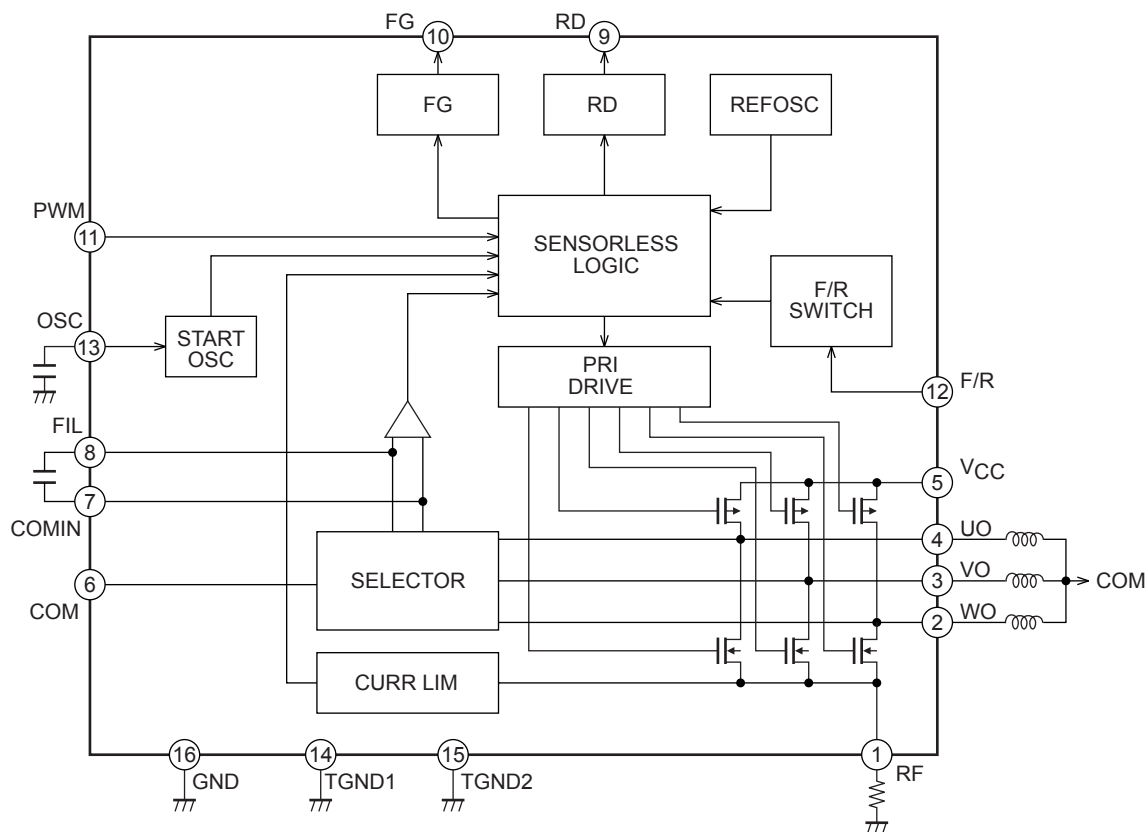 FG
10
RD
9
FG
RD
REFOSC
PWM
11
SENSORLESS
LOGIC
F/R
SWITCH
OSC
13
START
OSC
PRI
DRIVE
12
F/R
FIL
8
7
COMIN
VCC
5
4
UO
3
VO
COM
2
WO
6
COM
SELECTOR
CURR LIM
16
GND
14
TGND1
15
TGND2
1
RF